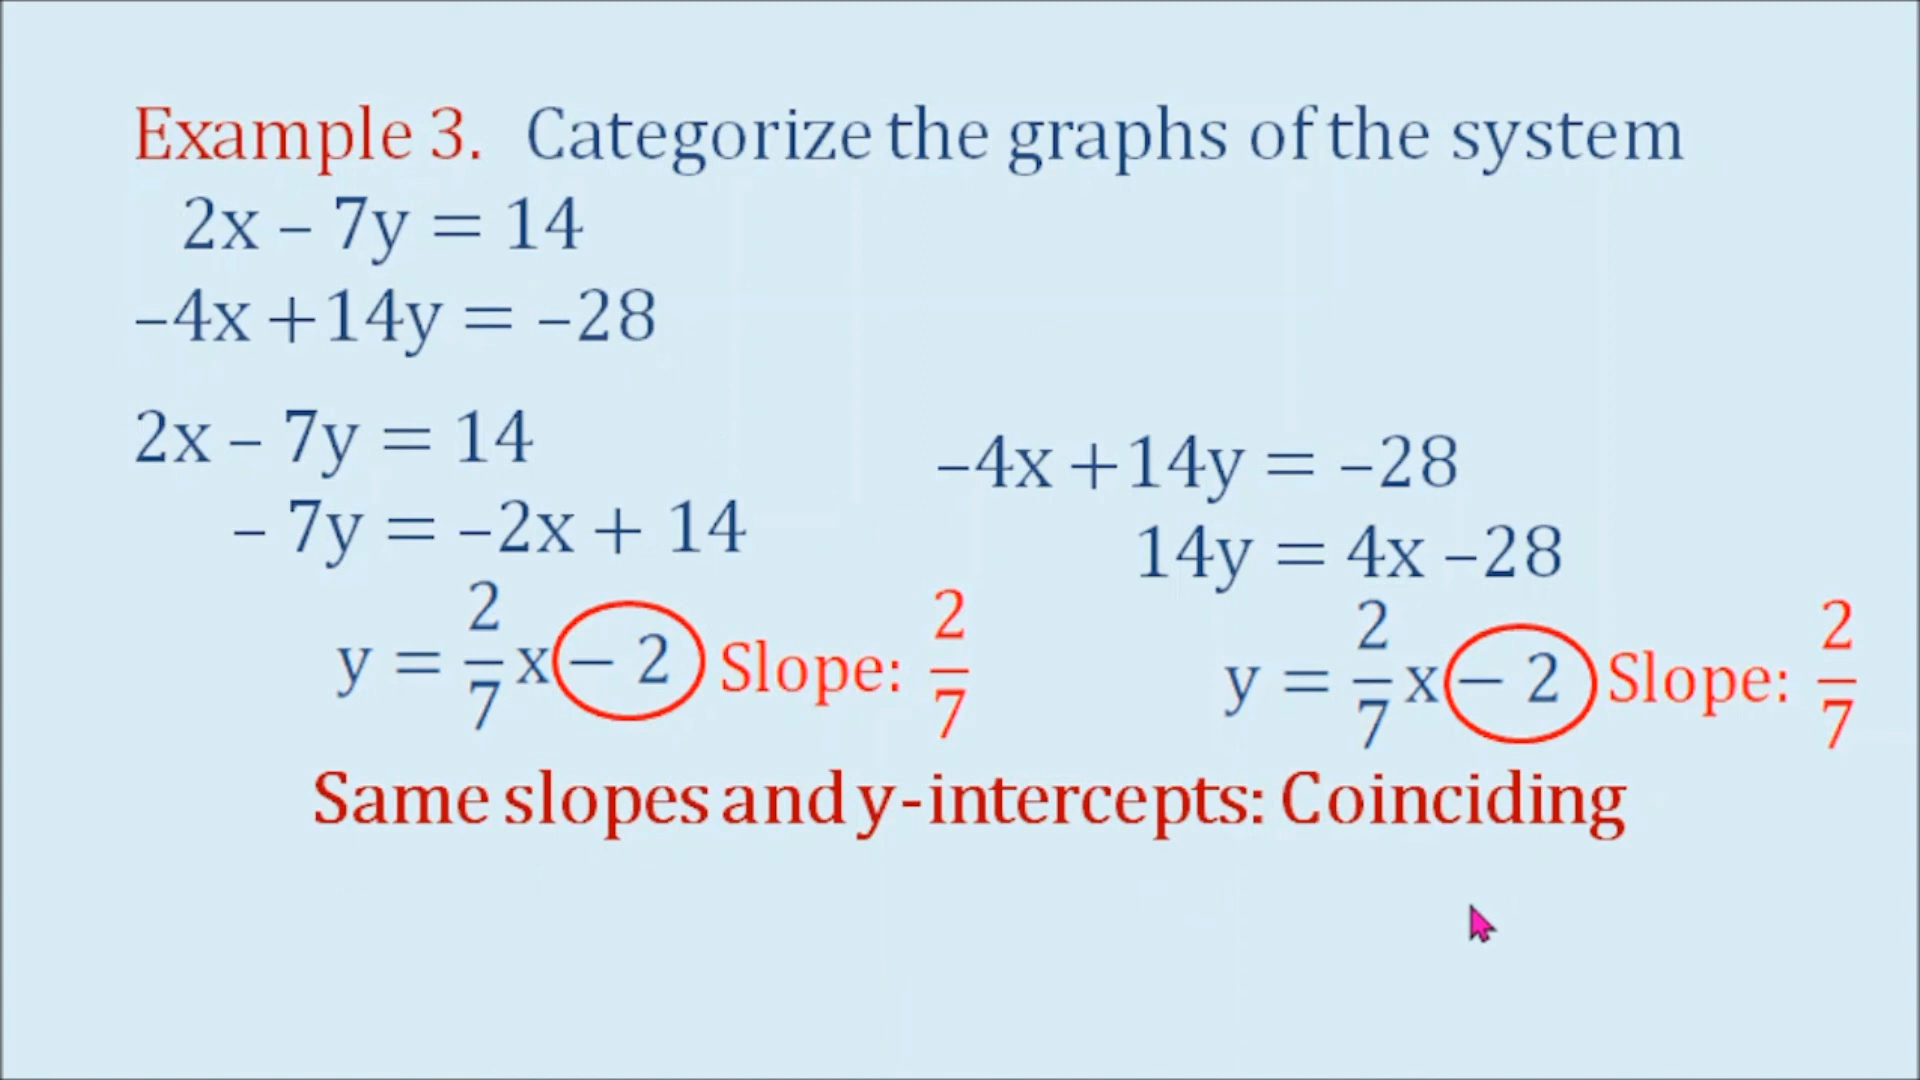 Example 3. Categorize the graphs of the system
2x – 7y = 14
–4x +14y = –28
2x – 7y = 14
– 7y = –2x + 14
y = 2/7 x – 2 Slope: 2/7
–4x +14y = –28
14y = 4x –28
y = 2/7 x – 2 Slope: 2/7
Same slopes and y-intercepts: Coinciding